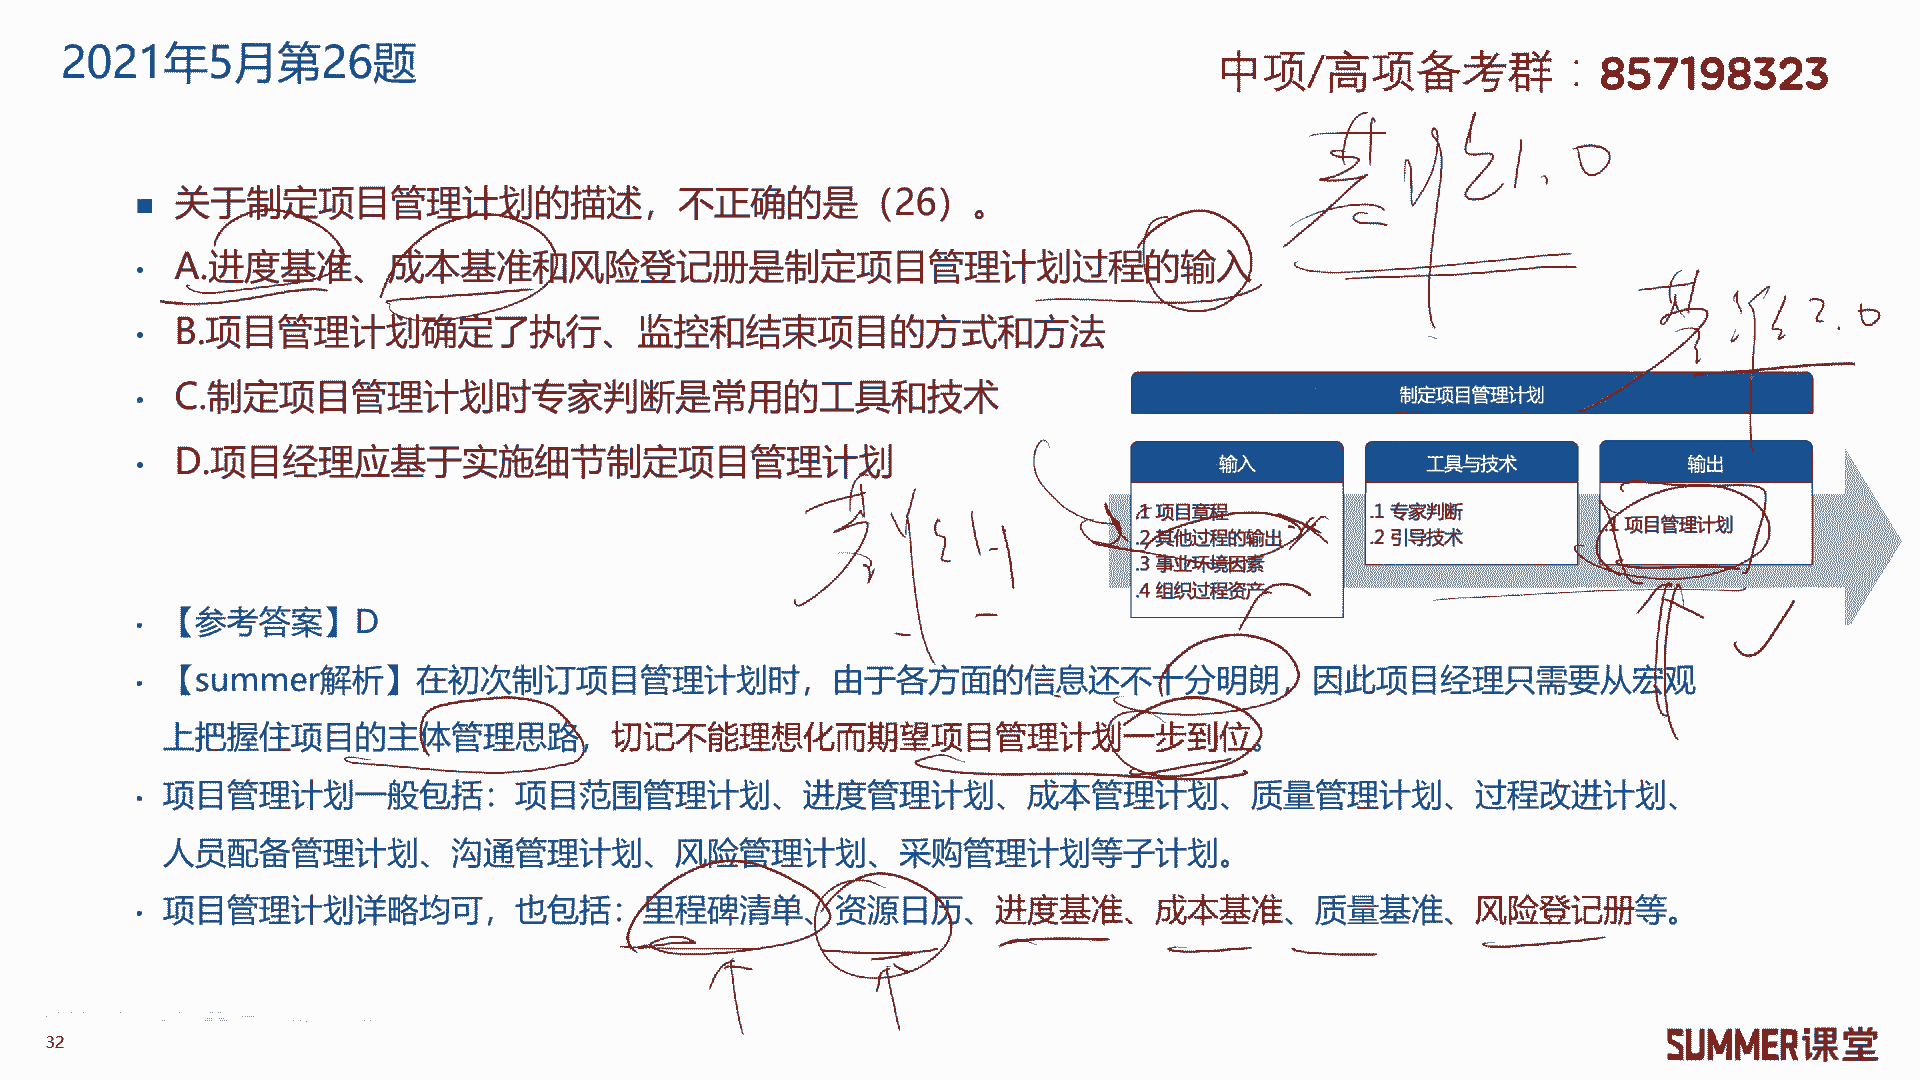 2021年5月第26题
中项/高项备考群：857198323
基准1.0
关于制定项目管理计划的描述，不正确的是（26）。
A.进度基准、成本基准和风险登记册是制定项目管理计划过程的输入
基准2.0
B.项目管理计划确定了执行、监控和结束项目的方式和方法
C.制定项目管理计划时专家判断是常用的工具和技术
D.项目经理应基于实施细节制定项目管理计划
基准1.1
制定项目管理计划
输入
.1 项目章程
.2 其他过程的输出
.3 事业环境因素
.4 组织过程资产
工具与技术
.1 专家判断
.2 引导技术
输出
.1 项目管理计划
【参考答案】D
【summer解析】在初次制订项目管理计划时，由于各方面的信息还不十分明朗，因此项目经理只需要从宏观
上把握住项目的主体管理思路，切记不能理想化而期望项目管理计划一步到位。
项目管理计划一般包括：项目范围管理计划、进度管理计划、成本管理计划、质量管理计划、过程改进计划、
人员配备管理计划、沟通管理计划、风险管理计划、采购管理计划等子计划。
项目管理计划详略均可，也包括：里程碑清单、资源日历、进度基准、成本基准、质量基准、风险登记册等。
32
SUMMER课堂